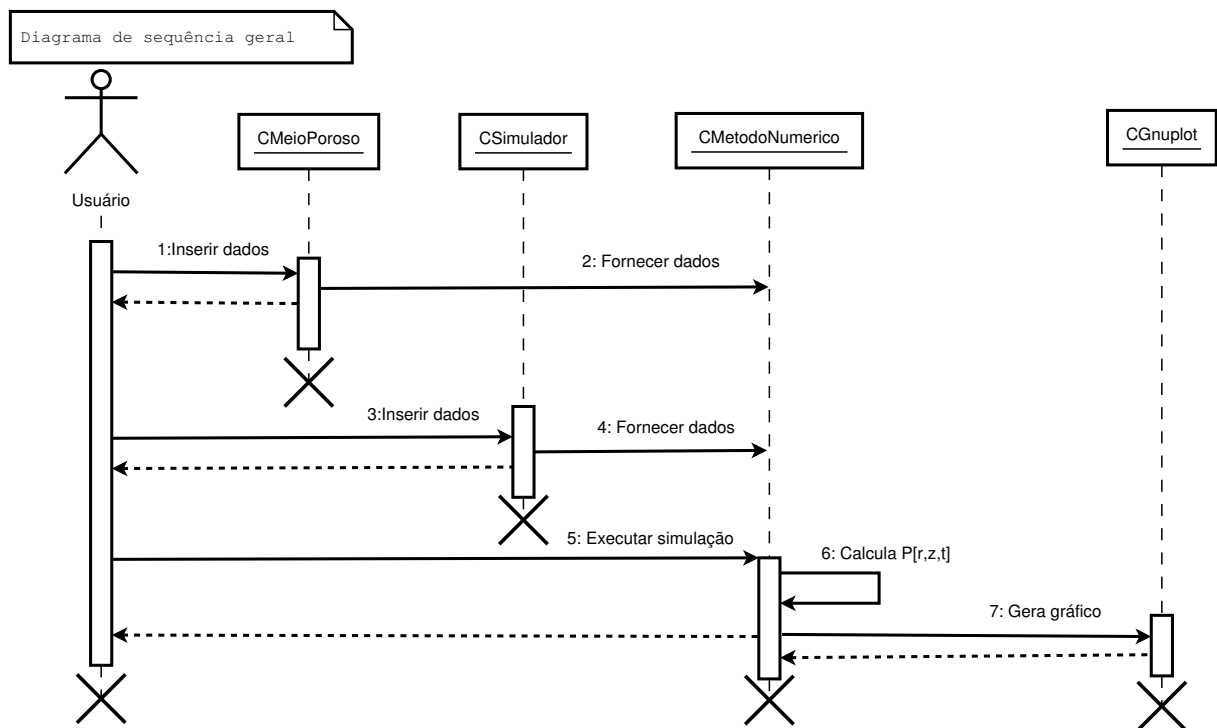 Diagrama de sequência geral
CMeioPoroso
CSimulador
CMetodoNumerico
CGnuplot
Usuário
1:Inserir dados
2: Fornecer dados
3:Inserir dados
4: Fornecer dados
5: Executar simulação
6: Calcula P[r,z,t]
7: Gera gráfico